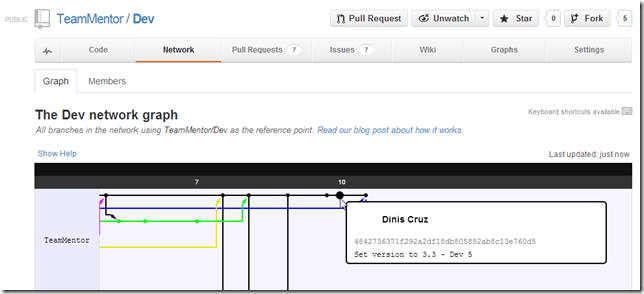 PUBLIC TeamMentor / Dev Pull Request Unwatch Star 0 Fork 5
Code Network Pull Requests 7 Issues 7 Wiki Graphs Settings
Graph Members
The Dev network graph
Keyboard shortcuts available
All branches in the network using TeamMentor/Dev as the reference point. Read our blog post about how it works.
Show Help Last updated: just now
7 10
Dinis Cruz
TeamMentor
4842736371f292a2df18db805852ab8c13e760d5
Set version to 3.3 - Dev 5